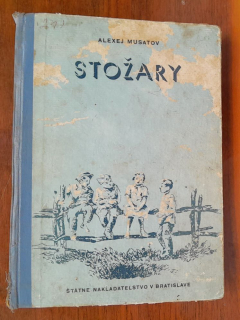 ALEXEJ MUSATOV
STOŽARY
ŠTÁTNE NAKLADATEĽSTVO V BRATISLAVE